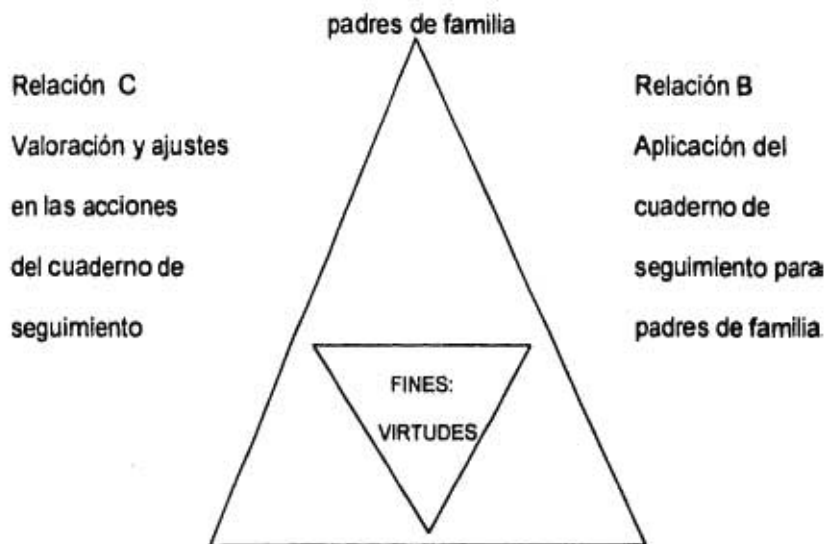 padres de familia
Relación C
Valoración y ajustes
en las acciones
del cuaderno de
seguimiento
Relación B
Aplicación del
cuaderno de
seguimiento para
padres de familia
FINES:
VIRTUDES